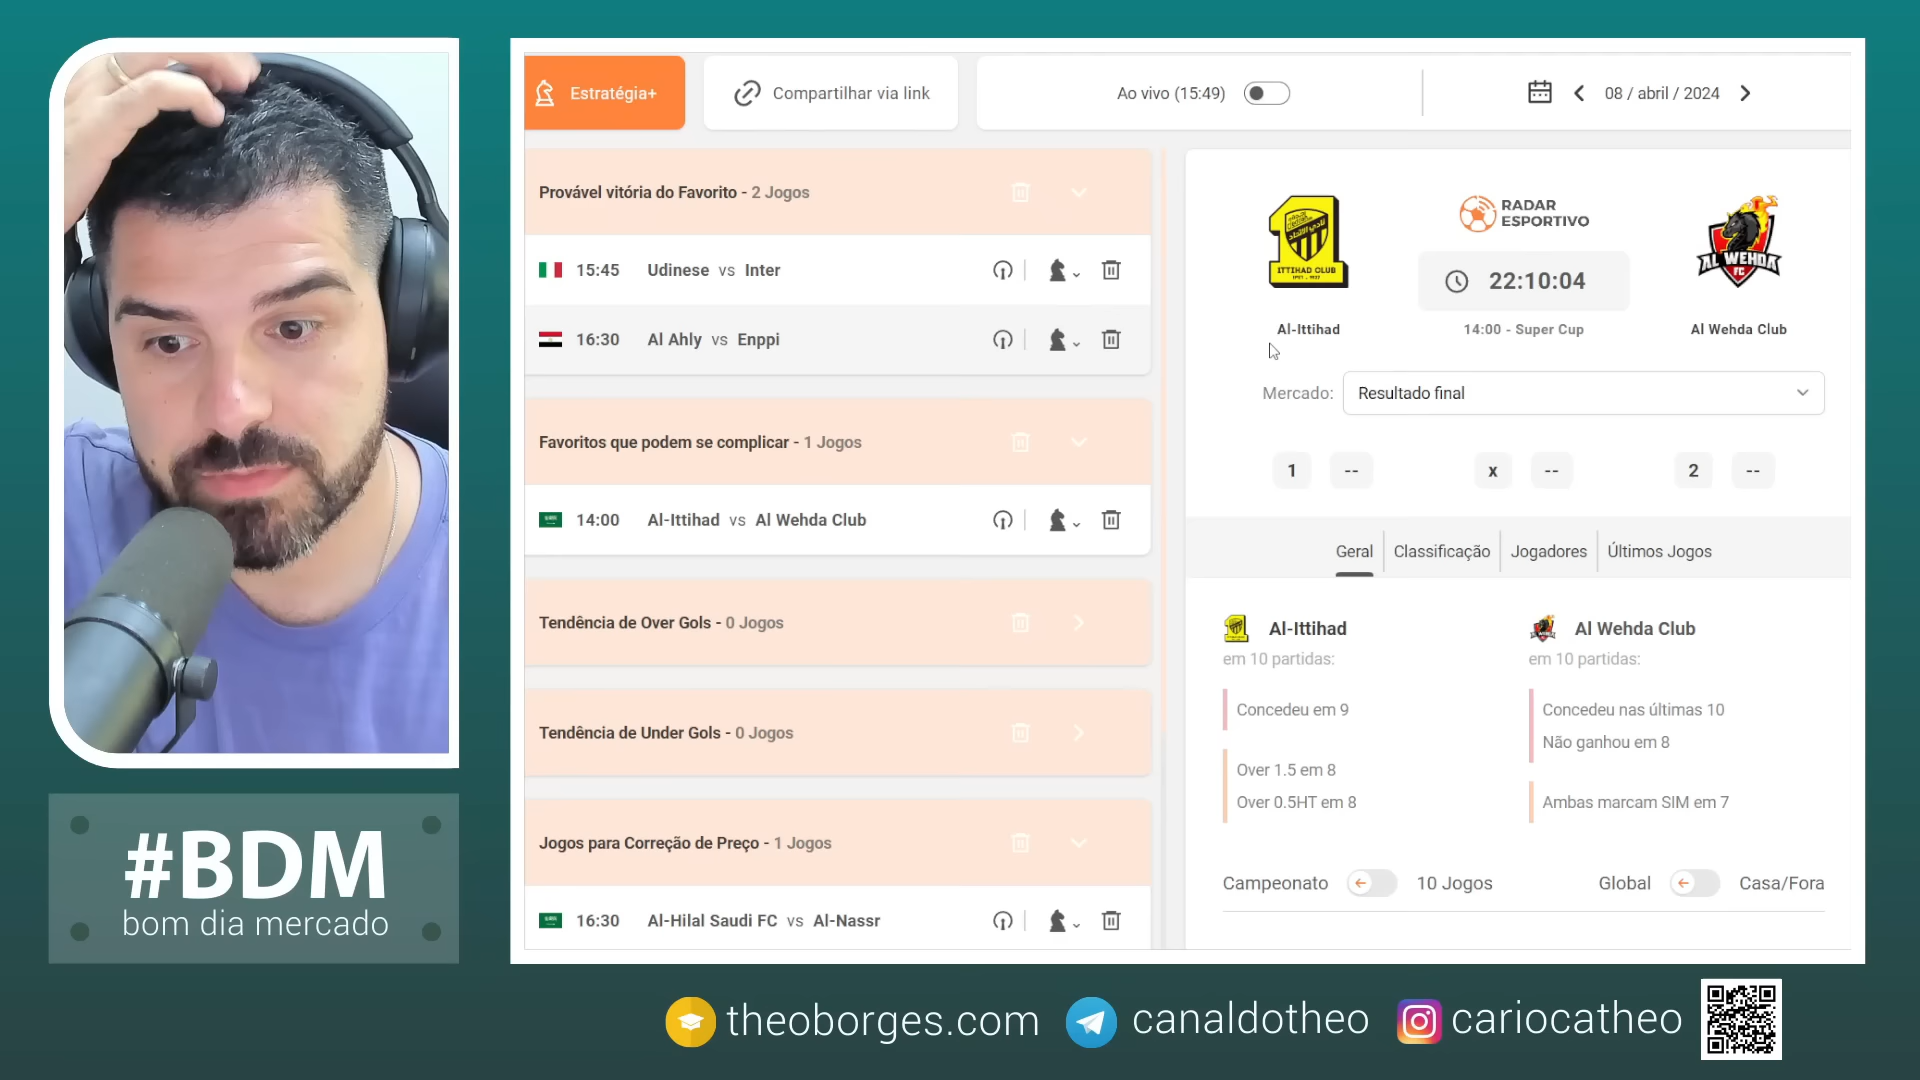 Estratégia+
Compartilhar via link
Ao vivo (15:49)
08 / abril / 2024
Provável vitória do Favorito - 2 Jogos
15:45 Udinese vs Inter
16:30 Al Ahly vs Enppi
Favoritos que podem se complicar - 1 Jogos
14:00 Al-Ittihad vs Al Wehda Club
Tendência de Over Gols - 0 Jogos
Tendência de Under Gols - 0 Jogos
Jogos para Correção de Preço - 1 Jogos
16:30 Al-Hilal Saudi FC vs Al-Nassr
ITTIHAD CLUB
RADAR
ESPORTIVO
AL WEHDA
FC
22:10:04
Al-Ittihad
14:00 - Super Cup
Al Wehda Club
Mercado: Resultado final
1 -- x -- 2 --
Geral Classificação Jogadores Últimos Jogos
Al-Ittihad
em 10 partidas:
Concedeu em 9
Over 1.5 em 8
Over 0.5HT em 8
Al Wehda Club
em 10 partidas:
Concedeu nas últimas 10
Não ganhou em 8
Ambas marcam SIM em 7
Campeonato 10 Jogos Global Casa/Fora
#BDM
bom dia mercado
theoborges.com canaldotheo cariocatheo